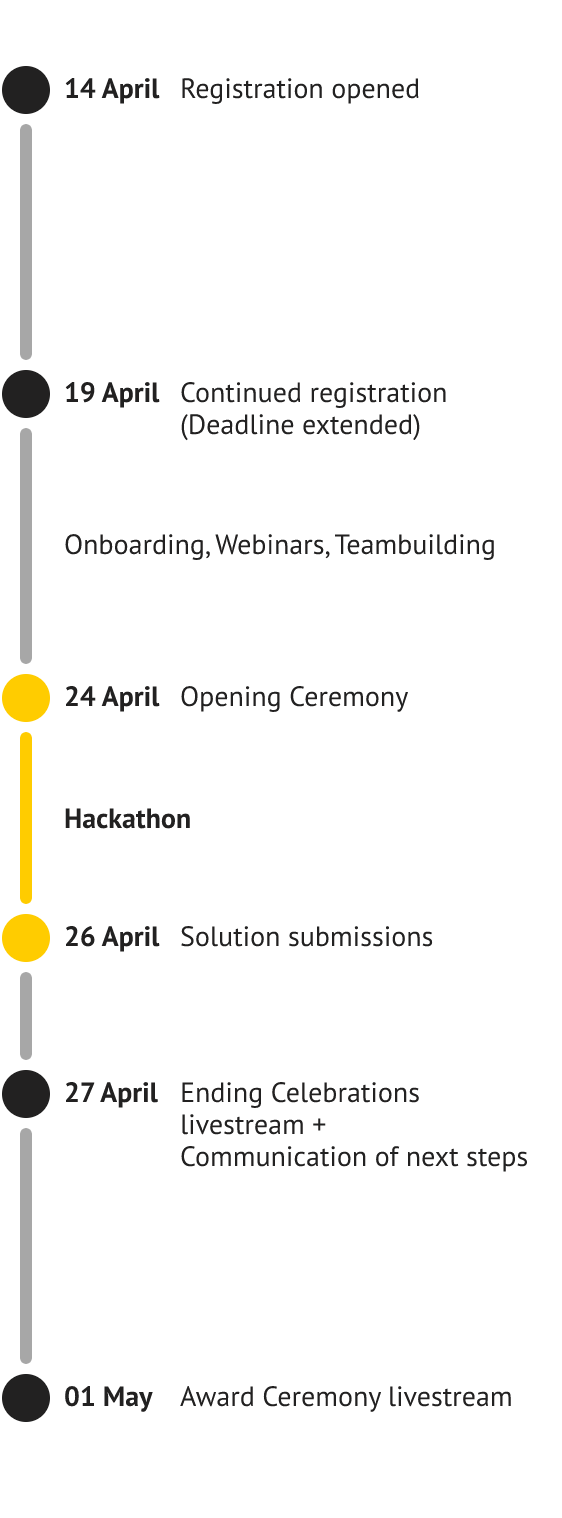 14 April Registration opened
19 April Continued registration
(Deadline extended)
Onboarding, Webinars, Teambuilding
24 April Opening Ceremony
Hackathon
26 April Solution submissions
27 April Ending Celebrations
livestream +
Communication of next steps
01 May Award Ceremony livestream